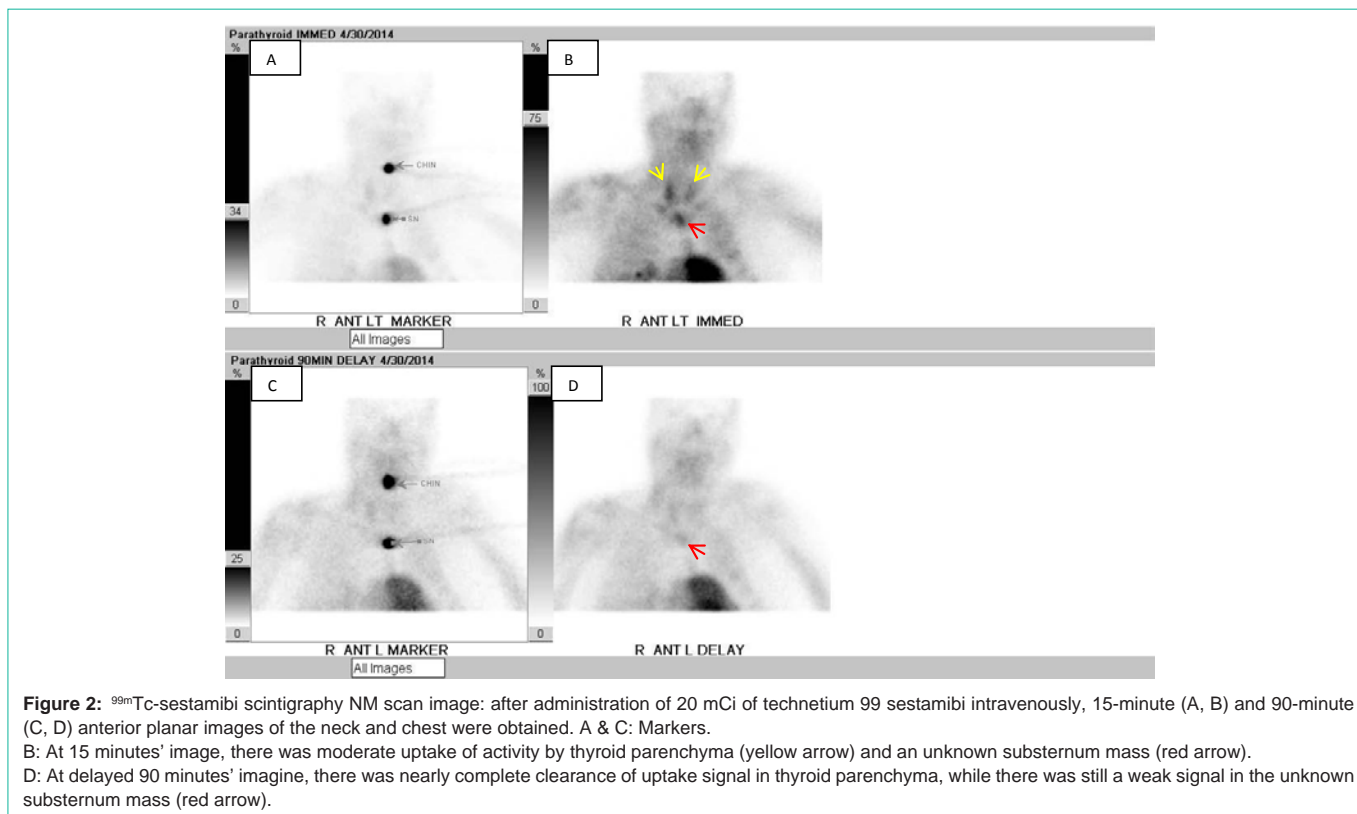 Parathyroid IMMED 4/30/2014
%
A
34
0
CHIN
SN
R ANT LT MARKER
All Images
%
B
75
0
R ANT LT IMMED
Parathyroid 90MIN DELAY 4/30/2014
%
C
25
0
CHIN
SN
R ANT L MARKER
All Images
%
100
D
0
R ANT L DELAY
Figure 2: 99mTc-sestamibi scintigraphy NM scan image: after administration of 20 mCi of technetium 99 sestamibi intravenously, 15-minute (A, B) and 90-minute
(C, D) anterior planar images of the neck and chest were obtained. A & C: Markers.
B: At 15 minutes' image, there was moderate uptake of activity by thyroid parenchyma (yellow arrow) and an unknown substernum mass (red arrow).
D: At delayed 90 minutes' imagine, there was nearly complete clearance of uptake signal in thyroid parenchyma, while there was still a weak signal in the unknown
substernum mass (red arrow).